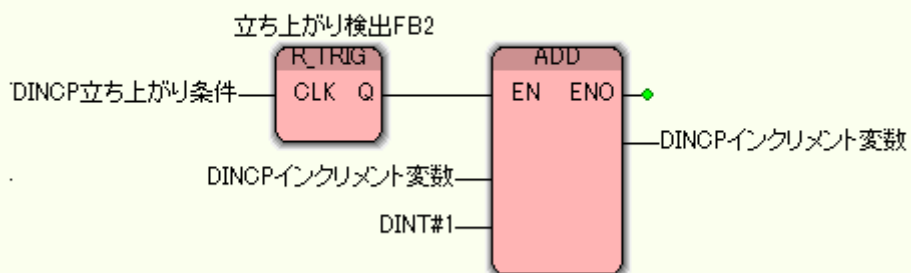 立ち上がり検出FB2
R_TRIG
ADD
DINCP立ち上がり条件
CLK Q
EN ENO
DINCPインクリメント変数
DINCPインクリメント変数
DINT#1